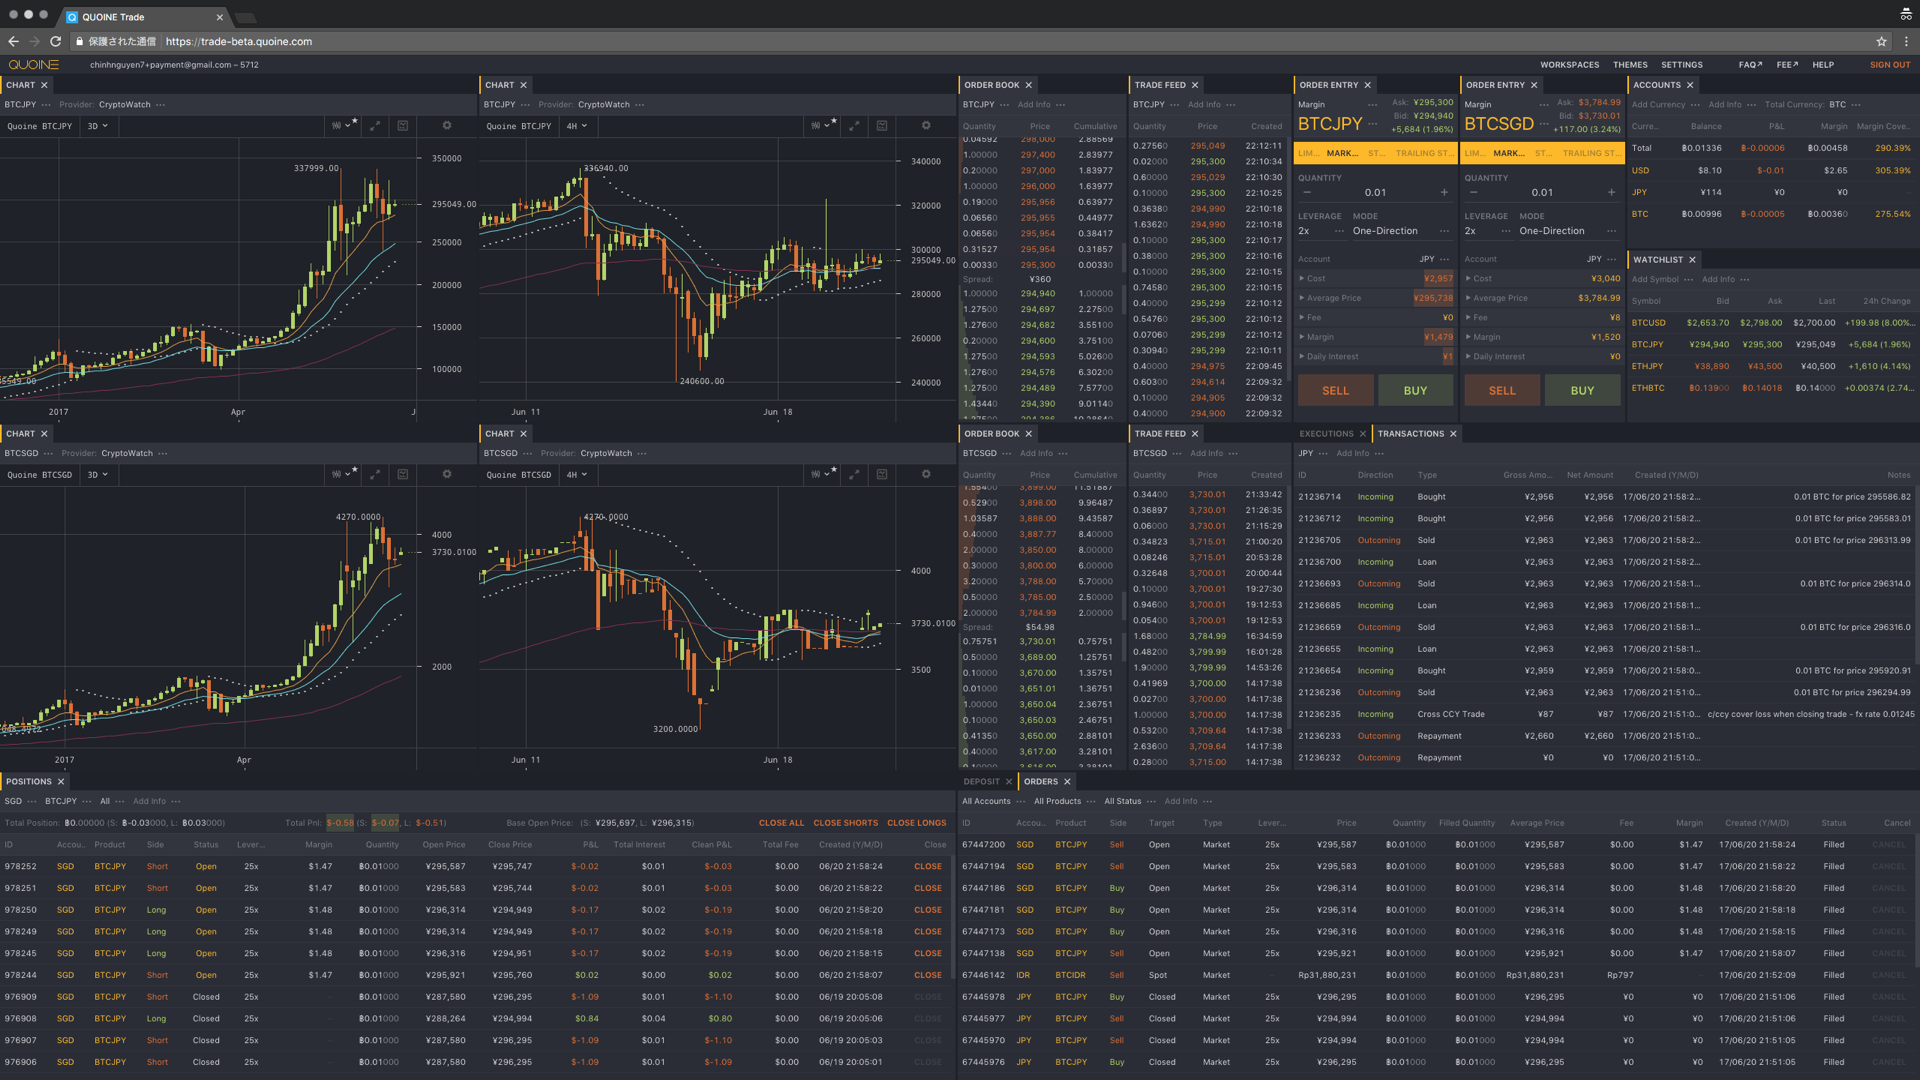 QUOINE Trade
保護された通信 https://trade-beta.quoine.com
QUOINE chinhnguyen7+payment@gmail.com – 5712 WORKSPACES THEMES SETTINGS FAQ↗ FEE↗ HELP SIGN OUT
CHART
BTCJPY ··· Provider: CryptoWatch ···
Quoine BTCJPY 3D
337999.00
350000
295049.00
250000
200000
150000
100000
2017 Apr
CHART
BTCJPY ··· Provider: CryptoWatch ···
Quoine BTCJPY 4H
336940.00
340000
320000
300000
295049.00
280000
260000
240600.00
240000
Jun 11 Jun 18
ORDER BOOK
BTCJPY ··· Add Info ···
Quantity Price Cumulative
0.04592 298,000 2.88569
1.00000 297,400 2.83977
0.20000 297,000 1.83977
1.00000 296,000 1.63977
0.19000 295,956 0.63977
0.06560 295,955 0.44977
0.06560 295,954 0.38417
0.31527 295,954 0.31857
0.00330 295,300 0.00330
Spread: ¥360
1.00000 294,940 1.00000
1.27500 294,697 2.27500
1.27600 294,682 3.55100
0.20000 294,600 3.75100
1.27500 294,593 5.02600
1.27600 294,576 6.30200
1.27500 294,489 7.57700
1.43440 294,390 9.01140
TRADE FEED
BTCJPY ··· Add Info ···
Quantity Price Created
0.27560 295,049 22:12:11
0.02000 295,300 22:10:34
0.60000 295,029 22:10:30
0.10000 295,300 22:10:25
0.36380 294,990 22:10:18
1.63620 294,990 22:10:18
0.10000 295,300 22:10:17
0.38000 295,300 22:10:16
0.10000 295,300 22:10:15
0.74580 295,300 22:10:15
0.40000 295,299 22:10:12
0.54760 295,300 22:10:12
0.07060 295,299 22:10:12
0.30940 295,299 22:10:11
0.40000 294,975 22:09:45
0.60300 294,614 22:09:32
0.10000 294,905 22:09:32
0.40000 294,900 22:09:32
ORDER ENTRY
Margin ··· Ask: ¥295,300
BTCJPY ··· Bid: ¥294,940
+5,684 (1.96%)
LIM... MARK... ST... TRAILING ST...
QUANTITY
− 0.01 +
LEVERAGE MODE
2x ··· One-Direction ···
Account JPY ···
Cost ¥2,957
Average Price ¥295,738
Fee ¥0
Margin ¥1,479
Daily Interest ¥1
SELL BUY
ORDER ENTRY
Margin ··· Ask: $3,784.99
BTCSGD ··· Bid: $3,730.01
+117.00 (3.24%)
LIM... MARK... ST... TRAILING ST...
QUANTITY
− 0.01 +
LEVERAGE MODE
2x ··· One-Direction ···
Account JPY ···
Cost ¥3,040
Average Price $3,784.99
Fee ¥8
Margin ¥1,520
Daily Interest ¥0
SELL BUY
ACCOUNTS
Add Currency ··· Add Info ··· Total Currency: BTC ···
Curre... Balance P&L Margin Margin Cove...
Total ฿0.01336 ฿-0.00006 ฿0.00458 290.39%
USD $8.10 $-0.01 $2.65 305.39%
JPY ¥114 ¥0 ¥0
BTC ฿0.00996 ฿-0.00005 ฿0.00360 275.54%
WATCHLIST
Add Symbol ··· Add Info ···
Symbol Bid Ask Last 24h Change
BTCUSD $2,653.70 $2,798.00 $2,700.00 +199.98 (8.00%...
BTCJPY ¥294,940 ¥295,300 ¥295,049 +5,684 (1.96%)
ETHJPY ¥38,890 ¥43,500 ¥40,500 +1,610 (4.14%)
ETHBTC ฿0.13900 ฿0.14018 ฿0.14000 +0.00374 (2.74...
CHART
BTCSGD ··· Provider: CryptoWatch ···
Quoine BTCSGD 3D
4270.0000
4000
3730.0100
2000
2017 Apr
CHART
BTCSGD ··· Provider: CryptoWatch ···
Quoine BTCSGD 4H
4270.0000
4000
3730.0100
3500
3200.0000
Jun 11 Jun 18
ORDER BOOK
BTCSGD ··· Add Info ···
Quantity Price Cumulative
1.55400 3,899.00 11.51887
0.52900 3,898.00 9.96487
1.03587 3,888.00 9.43587
0.40000 3,887.77 8.40000
2.00000 3,850.00 8.00000
0.30000 3,800.00 6.00000
3.20000 3,788.00 5.70000
0.50000 3,785.00 2.50000
2.00000 3,784.99 2.00000
Spread: $54.98
0.75751 3,730.01 0.75751
0.50000 3,689.00 1.25751
0.10000 3,670.00 1.35751
0.01000 3,651.01 1.36751
1.00000 3,650.04 2.36751
0.10000 3,650.03 2.46751
0.41350 3,650.00 2.88101
0.40000 3,617.00 3.28101
TRADE FEED
BTCSGD ··· Add Info ···
Quantity Price Created
0.34400 3,730.01 21:33:42
0.36897 3,730.01 21:26:35
0.06000 3,730.01 21:15:29
0.34823 3,715.01 21:00:20
0.08246 3,715.01 20:53:28
0.32648 3,700.01 20:00:44
0.10000 3,700.01 19:27:30
0.94600 3,700.01 19:12:53
0.05400 3,700.01 19:12:53
1.68000 3,784.99 16:34:59
0.48200 3,799.99 16:01:28
1.90000 3,799.99 14:53:26
0.41969 3,700.00 14:17:38
0.02700 3,700.01 14:17:38
1.00000 3,700.00 14:17:38
0.53200 3,709.64 14:17:38
2.63600 3,709.64 14:17:38
0.28000 3,715.00 14:17:38
EXECUTIONS TRANSACTIONS
JPY ··· Add Info ···
ID Direction Type Gross Amo... Net Amount Created (Y/M/D) Notes
21236714 Incoming Bought ¥2,956 ¥2,956 17/06/20 21:58:2... 0.01 BTC for price 295586.82
21236712 Incoming Bought ¥2,956 ¥2,956 17/06/20 21:58:2... 0.01 BTC for price 295583.01
21236705 Outcoming Sold ¥2,963 ¥2,963 17/06/20 21:58:2... 0.01 BTC for price 296313.99
21236700 Incoming Loan ¥2,963 ¥2,963 17/06/20 21:58:2...
21236693 Outcoming Sold ¥2,963 ¥2,963 17/06/20 21:58:1... 0.01 BTC for price 296314.0
21236685 Incoming Loan ¥2,963 ¥2,963 17/06/20 21:58:1...
21236659 Outcoming Sold ¥2,963 ¥2,963 17/06/20 21:58:1... 0.01 BTC for price 296316.0
21236655 Incoming Loan ¥2,963 ¥2,963 17/06/20 21:58:1...
21236654 Incoming Bought ¥2,959 ¥2,959 17/06/20 21:58:0... 0.01 BTC for price 295920.91
21236236 Outcoming Sold ¥2,963 ¥2,963 17/06/20 21:51:0... 0.01 BTC for price 296294.99
21236235 Incoming Cross CCY Trade ¥87 ¥87 17/06/20 21:51:0... c/ccy cover loss when closing trade - fx rate 0.01245
21236233 Outcoming Repayment ¥2,660 ¥2,660 17/06/20 21:51:0...
21236232 Outcoming Repayment ¥0 ¥0 17/06/20 21:51:0...
POSITIONS
SGD ··· BTCJPY ··· All ··· Add Info ···
Total Position: ฿0.00000 (S: ฿-0.03000, L: ฿0.03000) Total Pnl: $-0.58 (S: $-0.07, L: $-0.51) Base Open Price: (S: ¥295,697, L: ¥296,315) CLOSE ALL CLOSE SHORTS CLOSE LONGS
ID Accou.. Product Side Status Lever... Margin Quantity Open Price Close Price P&L Total Interest Clean P&L Total Fee Created (Y/M/D) Close
978252 SGD BTCJPY Short Open 25x $1.47 ฿0.01000 ¥295,587 ¥295,747 $-0.02 $0.01 $-0.03 $0.00 06/20 21:58:24 CLOSE
978251 SGD BTCJPY Short Open 25x $1.47 ฿0.01000 ¥295,583 ¥295,744 $-0.02 $0.01 $-0.03 $0.00 06/20 21:58:22 CLOSE
978250 SGD BTCJPY Long Open 25x $1.48 ฿0.01000 ¥296,314 ¥294,949 $-0.17 $0.02 $-0.19 $0.00 06/20 21:58:20 CLOSE
978249 SGD BTCJPY Long Open 25x $1.48 ฿0.01000 ¥296,314 ¥294,949 $-0.17 $0.02 $-0.19 $0.00 06/20 21:58:18 CLOSE
978245 SGD BTCJPY Long Open 25x $1.48 ฿0.01000 ¥296,316 ¥294,951 $-0.17 $0.02 $-0.19 $0.00 06/20 21:58:15 CLOSE
978244 SGD BTCJPY Short Open 25x $1.47 ฿0.01000 ¥295,921 ¥295,760 $0.02 $0.00 $0.02 $0.00 06/20 21:58:07 CLOSE
976909 SGD BTCJPY Short Closed 25x - ฿0.01000 ¥287,580 ¥296,295 $-1.09 $0.01 $-1.10 $0.00 06/19 20:05:08 CLOSE
976908 SGD BTCJPY Long Closed 25x - ฿0.01000 ¥288,264 ¥294,994 $0.84 $0.04 $0.80 $0.00 06/19 20:05:06 CLOSE
976907 SGD BTCJPY Short Closed 25x - ฿0.01000 ¥287,580 ¥296,295 $-1.09 $0.01 $-1.10 $0.00 06/19 20:05:03 CLOSE
976906 SGD BTCJPY Short Closed 25x - ฿0.01000 ¥287,580 ¥296,295 $-1.09 $0.01 $-1.09 $0.00 06/19 20:05:01 CLOSE
DEPOSIT ORDERS
All Accounts ··· All Products ··· All Status ··· Add Info ···
ID Accou... Product Side Target Type Lever... Price Quantity Filled Quantity Average Price Fee Margin Created (Y/M/D) Status Cancel
67447200 SGD BTCJPY Sell Open Market 25x ¥295,587 ฿0.01000 ฿0.01000 ¥295,587 $0.00 $1.47 17/06/20 21:58:24 Filled CANCEL
67447194 SGD BTCJPY Sell Open Market 25x ¥295,583 ฿0.01000 ฿0.01000 ¥295,583 $0.00 $1.47 17/06/20 21:58:22 Filled CANCEL
67447186 SGD BTCJPY Buy Open Market 25x ¥296,314 ฿0.01000 ฿0.01000 ¥296,314 $0.00 $1.48 17/06/20 21:58:20 Filled CANCEL
67447181 SGD BTCJPY Buy Open Market 25x ¥296,314 ฿0.01000 ฿0.01000 ¥296,314 $0.00 $1.48 17/06/20 21:58:18 Filled CANCEL
67447173 SGD BTCJPY Buy Open Market 25x ¥296,316 ฿0.01000 ฿0.01000 ¥296,316 $0.00 $1.48 17/06/20 21:58:15 Filled CANCEL
67447138 SGD BTCJPY Sell Open Market 25x ¥295,921 ฿0.01000 ฿0.01000 ¥295,921 $0.00 $1.47 17/06/20 21:58:07 Filled CANCEL
67446142 IDR BTCIDR Sell Spot Market - Rp31,880,231 ฿0.01000 ฿0.01000 Rp31,880,231 Rp797 - 17/06/20 21:52:09 Filled CANCEL
67445978 JPY BTCJPY Buy Closed Market 25x ¥296,295 ฿0.01000 ฿0.01000 ¥296,295 ¥0 ¥0 17/06/20 21:51:06 Filled CANCEL
67445977 JPY BTCJPY Sell Closed Market 25x ¥294,994 ฿0.01000 ฿0.01000 ¥294,994 ¥0 ¥0 17/06/20 21:51:06 Filled CANCEL
67445970 JPY BTCJPY Sell Closed Market 25x ¥294,994 ฿0.01000 ฿0.01000 ¥294,994 ¥0 ¥0 17/06/20 21:51:05 Filled CANCEL
67445976 JPY BTCJPY Buy Closed Market 25x ¥296,295 ฿0.01000 ฿0.01000 ¥296,295 ¥0 ¥0 17/06/20 21:51:05 Filled CANCEL